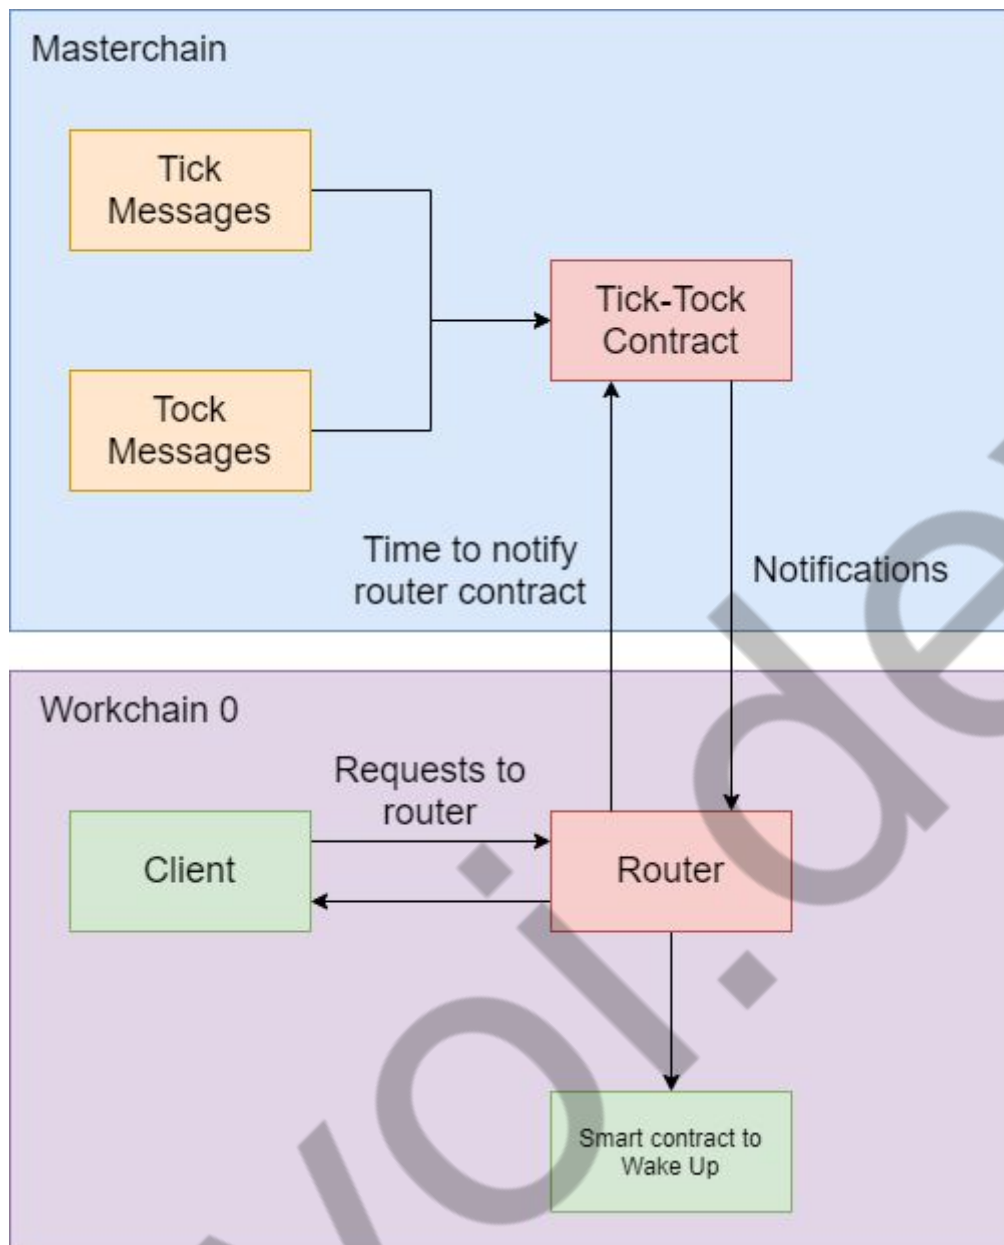 Masterchain
Tick
Messages
Tick-Tock
Contract
Tock
Messages
Time to notify
router contract
Notifications
Workchain 0
Requests to
router
Client
Router
Smart contract to
Wake Up